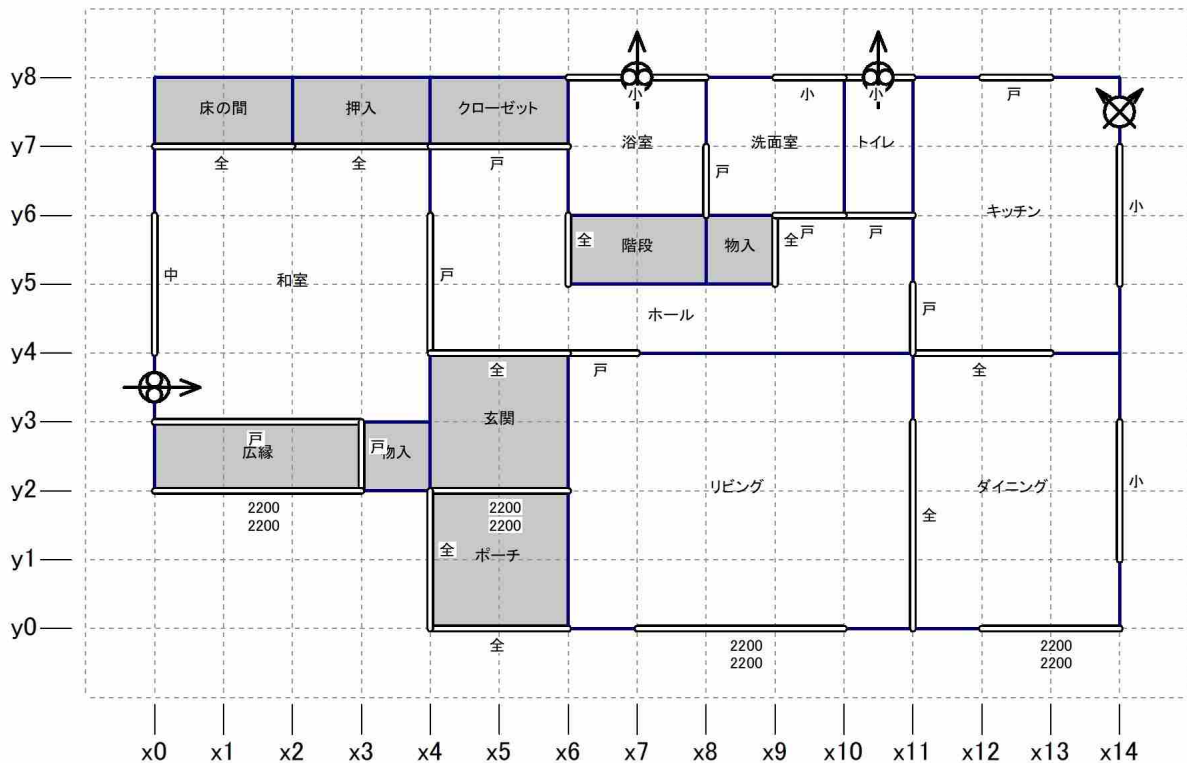 y8
床の間
押入
クローゼット
小
小
小
戸
y7
全
全
戸
浴室
戸
洗面室
トイレ
y6
キッチン
小
全
階段
物入
全
戸
戸
中
和室
戸
y5
ホール
戸
y4
全
戸
全
玄関
y3
戸
広縁
戸
物入
y2
リビング
ダイニング
小
2200
2200
2200
2200
全
全
ポーチ
y1
y0
全
2200
2200
2200
2200
x0
x1
x2
x3
x4
x5
x6
x7
x8
x9
x10
x11
x12
x13
x14